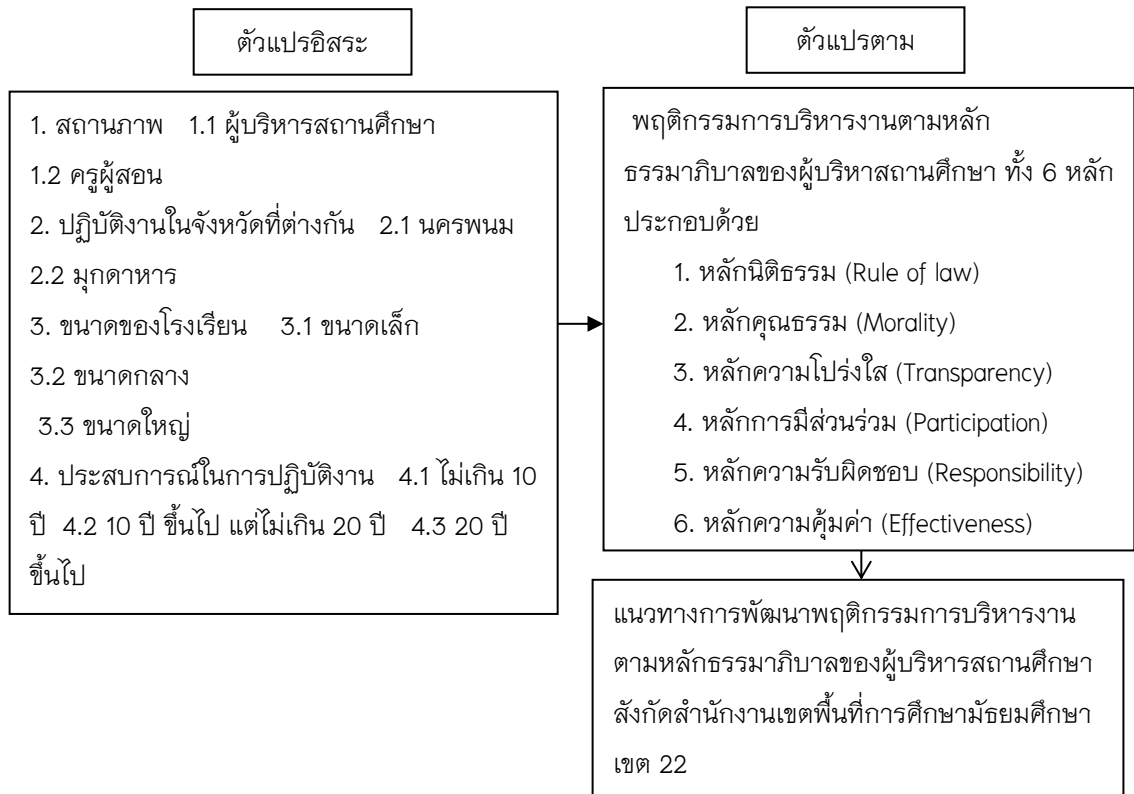 ตัวแปรอิสระ
1. สถานภาพ 1.1 ผู้บริหารสถานศึกษา
1.2 ครูผู้สอน
2. ปฏิบัติงานในจังหวัดที่ต่างกัน 2.1 นครพนม
2.2 มุกดาหาร
3. ขนาดของโรงเรียน 3.1 ขนาดเล็ก
3.2 ขนาดกลาง
3.3 ขนาดใหญ่
4. ประสบการณ์ในการปฏิบัติงาน 4.1 ไม่เกิน 10
ปี 4.2 10 ปี ขึ้นไป แต่ไม่เกิน 20 ปี 4.3 20 ปี
ขึ้นไป
ตัวแปรตาม
พฤติกรรมการบริหารงานตามหลัก
ธรรมาภิบาลของผู้บริหาสถานศึกษา ทั้ง 6 หลัก
ประกอบด้วย
1. หลักนิติธรรม (Rule of law)
2. หลักคุณธรรม (Morality)
3. หลักความโปร่งใส (Transparency)
4. หลักการมีส่วนร่วม (Participation)
5. หลักความรับผิดชอบ (Responsibility)
6. หลักความคุ้มค่า (Effectiveness)
แนวทางการพัฒนาพฤติกรรมการบริหารงาน
ตามหลักธรรมาภิบาลของผู้บริหารสถานศึกษา
สังกัดสำนักงานเขตพื้นที่การศึกษามัธยมศึกษา
เขต 22